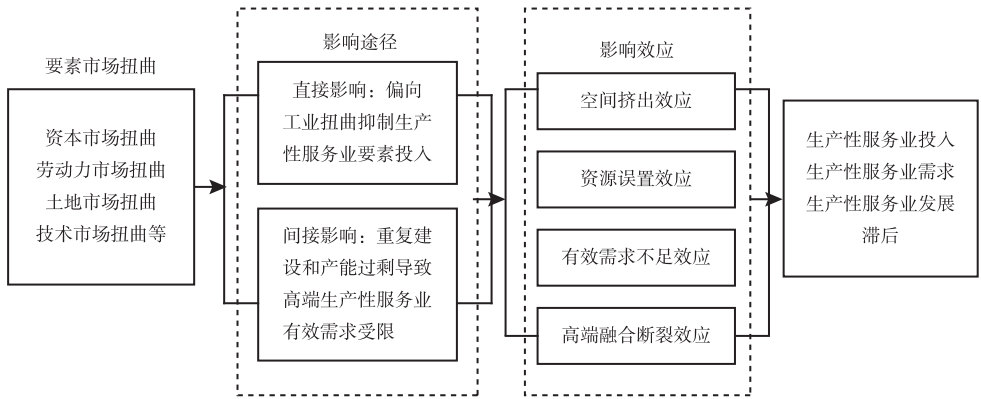 要素市场扭曲
资本市场扭曲
劳动力市场扭曲
土地市场扭曲
技术市场扭曲等
影响途径
直接影响：偏向
工业扭曲抑制生产
性服务业要素投入
间接影响：重复建
设和产能过剩导致
高端生产性服务业
有效需求受限
影响效应
空间挤出效应
资源误置效应
有效需求不足效应
高端融合断裂效应
生产性服务业投入
生产性服务业需求
生产性服务业发展
滞后